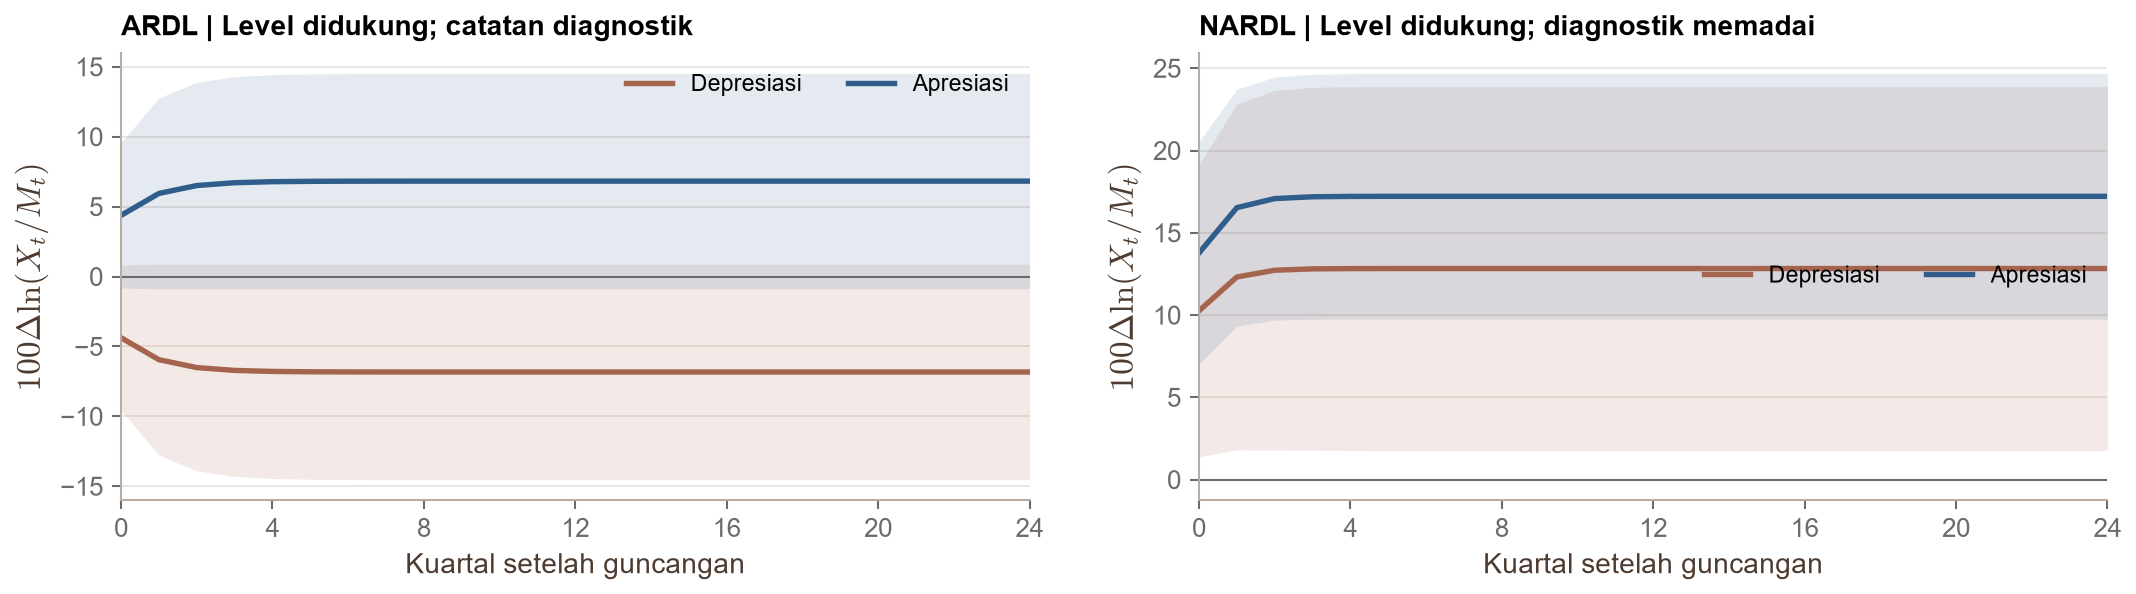 ARDL | Level didukung; catatan diagnostik
15
10
5
0
−5
−10
−15
100Δln(X_t/M_t)
Depresiasi
Apresiasi
0 4 8 12 16 20 24
Kuartal setelah guncangan
NARDL | Level didukung; diagnostik memadai
25
20
15
10
5
0
100Δln(X_t/M_t)
Depresiasi
Apresiasi
0 4 8 12 16 20 24
Kuartal setelah guncangan